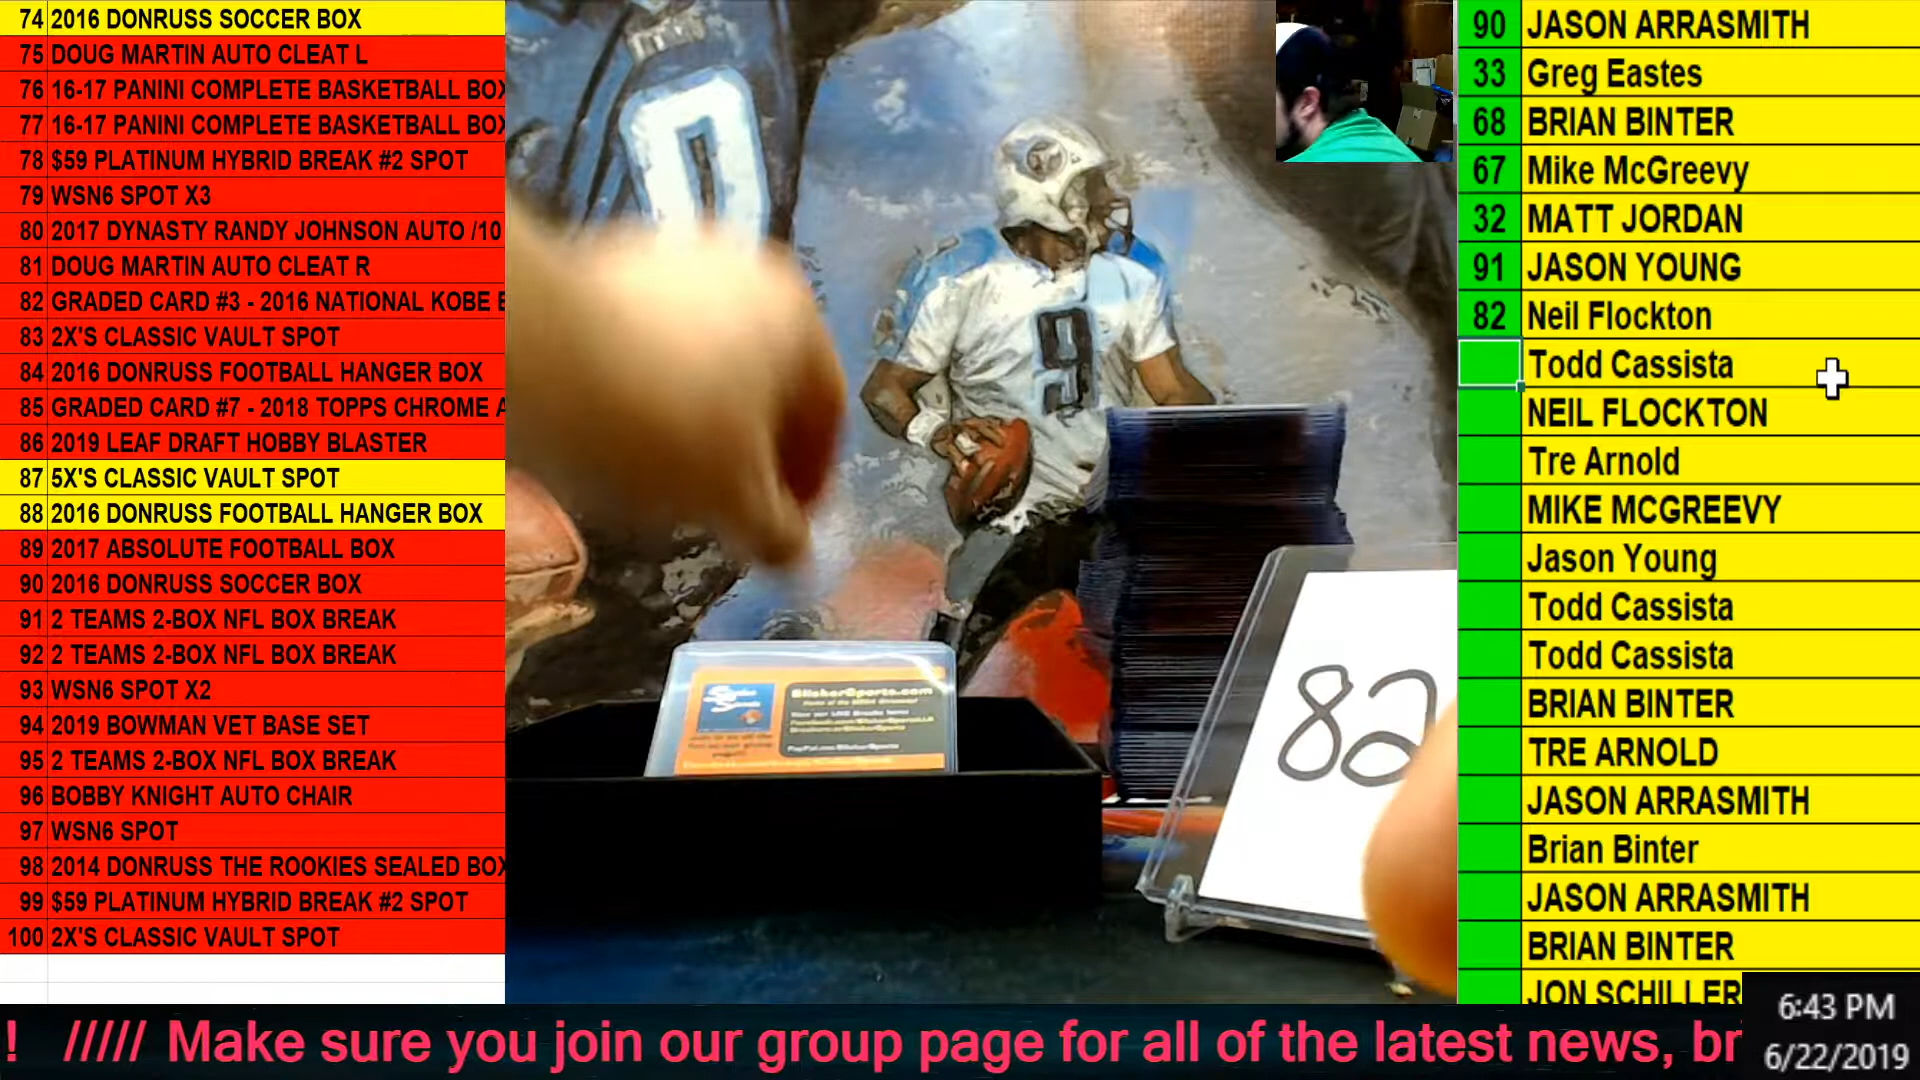 74 2016 DONRUSS SOCCER BOX
75 DOUG MARTIN AUTO CLEAT L
76 16-17 PANINI COMPLETE BASKETBALL BOX
77 16-17 PANINI COMPLETE BASKETBALL BOX
78 $59 PLATINUM HYBRID BREAK #2 SPOT
79 WSN6 SPOT X3
80 2017 DYNASTY RANDY JOHNSON AUTO /10
81 DOUG MARTIN AUTO CLEAT R
82 GRADED CARD #3 - 2016 NATIONAL KOBE
83 2X'S CLASSIC VAULT SPOT
84 2016 DONRUSS FOOTBALL HANGER BOX
85 GRADED CARD #7 - 2018 TOPPS CHROME
86 2019 LEAF DRAFT HOBBY BLASTER
87 5X'S CLASSIC VAULT SPOT
88 2016 DONRUSS FOOTBALL HANGER BOX
89 2017 ABSOLUTE FOOTBALL BOX
90 2016 DONRUSS SOCCER BOX
91 2 TEAMS 2-BOX NFL BOX BREAK
92 2 TEAMS 2-BOX NFL BOX BREAK
93 WSN6 SPOT X2
94 2019 BOWMAN VET BASE SET
95 2 TEAMS 2-BOX NFL BOX BREAK
96 BOBBY KNIGHT AUTO CHAIR
97 WSN6 SPOT
98 2014 DONRUSS THE ROOKIES SEALED BOX
99 $59 PLATINUM HYBRID BREAK #2 SPOT
100 2X'S CLASSIC VAULT SPOT
0
9
SlisherSports.com
82
90 JASON ARRASMITH
33 Greg Eastes
68 BRIAN BINTER
67 Mike McGreevy
32 MATT JORDAN
91 JASON YOUNG
82 Neil Flockton
Todd Cassista
NEIL FLOCKTON
Tre Arnold
MIKE MCGREEVY
Jason Young
Todd Cassista
Todd Cassista
BRIAN BINTER
TRE ARNOLD
JASON ARRASMITH
Brian Binter
JASON ARRASMITH
BRIAN BINTER
JON SCHILLER
! ///// Make sure you join our group page for all of the latest news, br
6:43 PM
6/22/2019